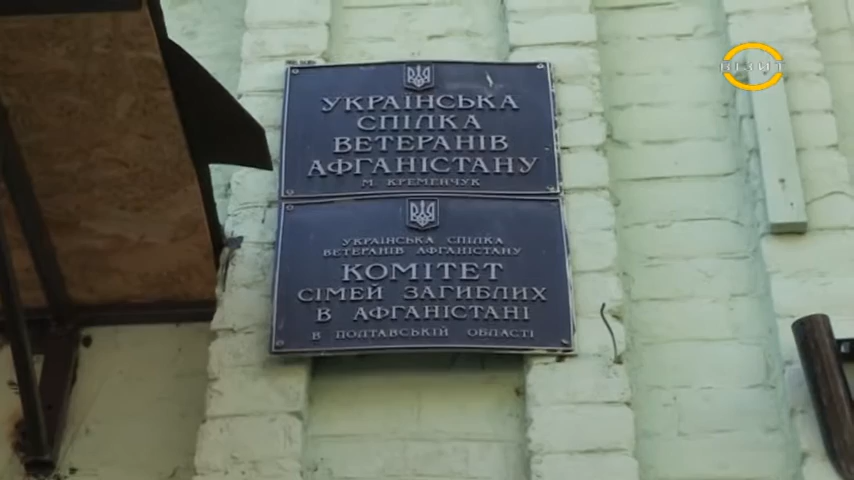 ВІЗИТ
УКРАЇНСЬКА
СПІЛКА
ВЕТЕРАНІВ
АФГАНІСТАНУ
М. КРЕМЕНЧУК
УКРАЇНСЬКА СПІЛКА
ВЕТЕРАНІВ АФГАНІСТАНУ
КОМІТЕТ
СІМЕЙ ЗАГИБЛИХ
В АФГАНІСТАНІ
В ПОЛТАВСЬКІЙ ОБЛАСТІ